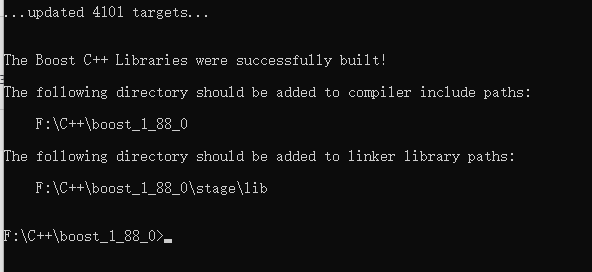 ...updated 4101 targets...
The Boost C++ Libraries were successfully built!
The following directory should be added to compiler include paths:
F:\C++\boost_1_88_0
The following directory should be added to linker library paths:
F:\C++\boost_1_88_0\stage\lib
F:\C++\boost_1_88_0>